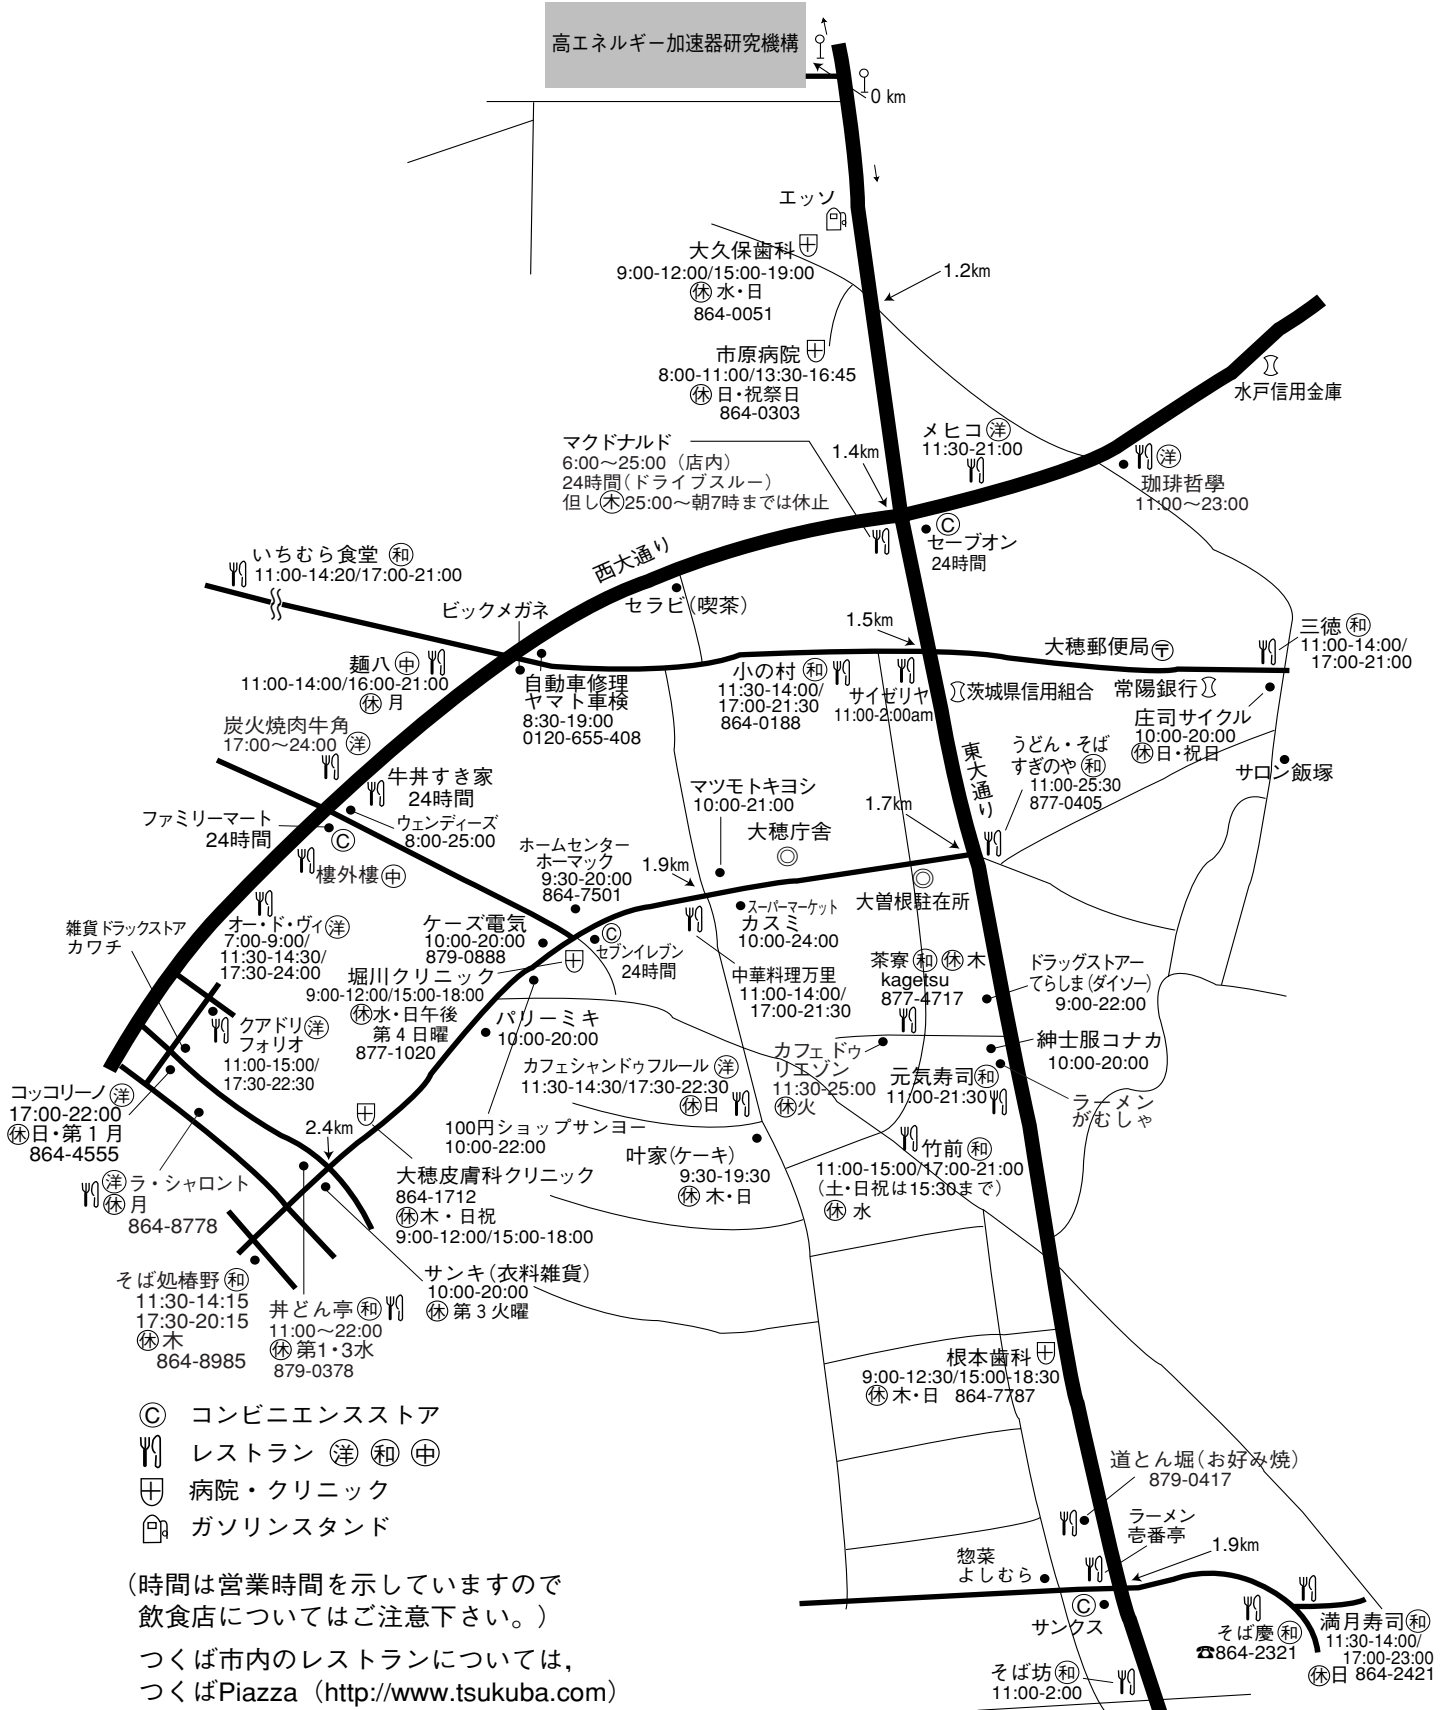 高エネルギー加速器研究機構
0 km
エッソ
大久保歯科
9:00-12:00/15:00-19:00
休 水・日
864-0051
1.2km
市原病院
8:00-11:00/13:30-16:45
休 日・祝祭日
864-0303
水戸信用金庫
マクドナルド
6:00〜25:00（店内）
24時間（ドライブスルー）
但し木25:00〜朝7時までは休止
1.4km
メヒコ 洋
11:30-21:00
洋
珈琲哲學
11:00〜23:00
C
セーブオン
24時間
西大通り
いちむら食堂 和
11:00-14:20/17:00-21:00
ビックメガネ
セラビ（喫茶）
1.5km
大穂郵便局〒
三徳 和
11:00-14:00/
17:00-21:00
麺八 中
11:00-14:00/16:00-21:00
休 月
自動車修理
ヤマト車検
8:30-19:00
0120-655-408
小の村 和
11:30-14:00/
17:00-21:30
864-0188
サイゼリヤ
11:00-2:00am
茨城県信用組合
常陽銀行
庄司サイクル
10:00-20:00
休日・祝日
サロン飯塚
炭火焼肉牛角
17:00〜24:00 洋
牛丼すき家
24時間
ウェンディーズ
8:00-25:00
ファミリーマート
24時間
C
樓外樓 中
東大通り
うどん・そば
すぎのや 和
11:00-25:30
877-0405
マツモトキヨシ
10:00-21:00
1.7km
大穂庁舎
ホームセンター
ホーマック
9:30-20:00
864-7501
1.9km
大曽根駐在所
スーパーマーケット
カスミ
10:00-24:00
雑貨ドラックストア
カワチ
オー・ド・ヴィ 洋
7:00-9:00/
11:30-14:30/
17:30-24:00
ケーズ電気
10:00-20:00
879-0888
C
セブンイレブン
24時間
堀川クリニック
9:00-12:00/15:00-18:00
休水・日午後
第４日曜
877-1020
中華料理万里
11:00-14:00/
17:00-21:30
茶寮 和 休 木
kagetsu
877-4717
ドラッグストアー
てらしま（ダイソー）
9:00-22:00
クアドリ 洋
フォリオ
11:00-15:00/
17:30-22:30
パリーミキ
10:00-20:00
カフェ ドゥ
リエゾン
11:30-25:00
休火
紳士服コナカ
10:00-20:00
元気寿司 和
11:00-21:30
ラーメン
がむしゃ
カフェシャンドゥフルール 洋
11:30-14:30/17:30-22:30
休日
コッコリーノ 洋
17:00-22:00
休日・第１月
864-4555
2.4km
100円ショップサンヨー
10:00-22:00
叶家（ケーキ）
9:30-19:30
休 木・日
竹前 和
11:00-15:00/17:00-21:00
（土・日祝は15:30まで）
休 水
洋 ラ・シャロント
休 月
864-8778
大穂皮膚科クリニック
864-1712
休木・日祝
9:00-12:00/15:00-18:00
そば処椿野 和
11:30-14:15
17:30-20:15
休 木
864-8985
丼どん亭 和
11:00〜22:00
休 第1・3水
879-0378
サンキ（衣料雑貨）
10:00-20:00
休 第３火曜
根本歯科
9:00-12:30/15:00-18:30
休 木・日 864-7787
C コンビニエンスストア
レストラン 洋 和 中
病院・クリニック
ガソリンスタンド
道とん堀（お好み焼）
879-0417
ラーメン
壱番亭
1.9km
惣菜
よしむら
C
サンクス
そば慶 和
☎864-2321
満月寿司 和
11:30-14:00/
17:00-23:00
休日 864-2421
そば坊 和
11:00-2:00
（時間は営業時間を示していますので
飲食店についてはご注意下さい。）
つくば市内のレストランについては，
つくばPiazza（http://www.tsukuba.com）